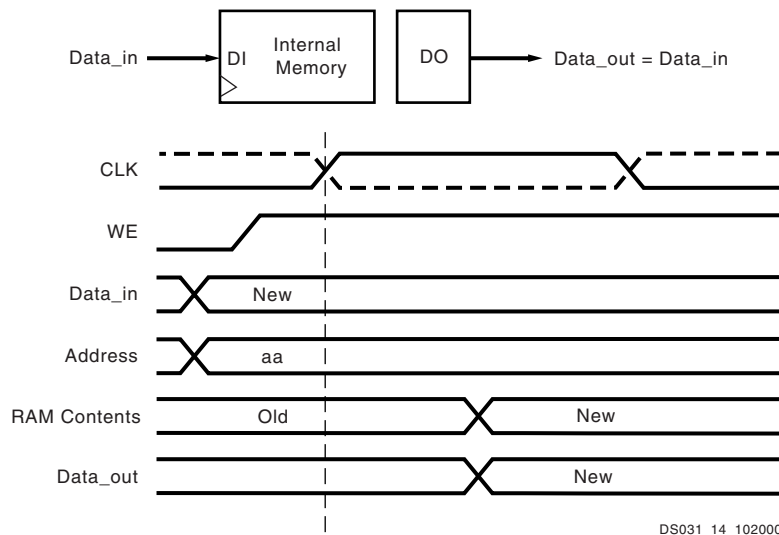 Data_in
DI
Internal
Memory
DO
Data_out = Data_in
CLK
WE
Data_in
New
Address
aa
RAM Contents
Old
New
Data_out
New
DS031_14_102000